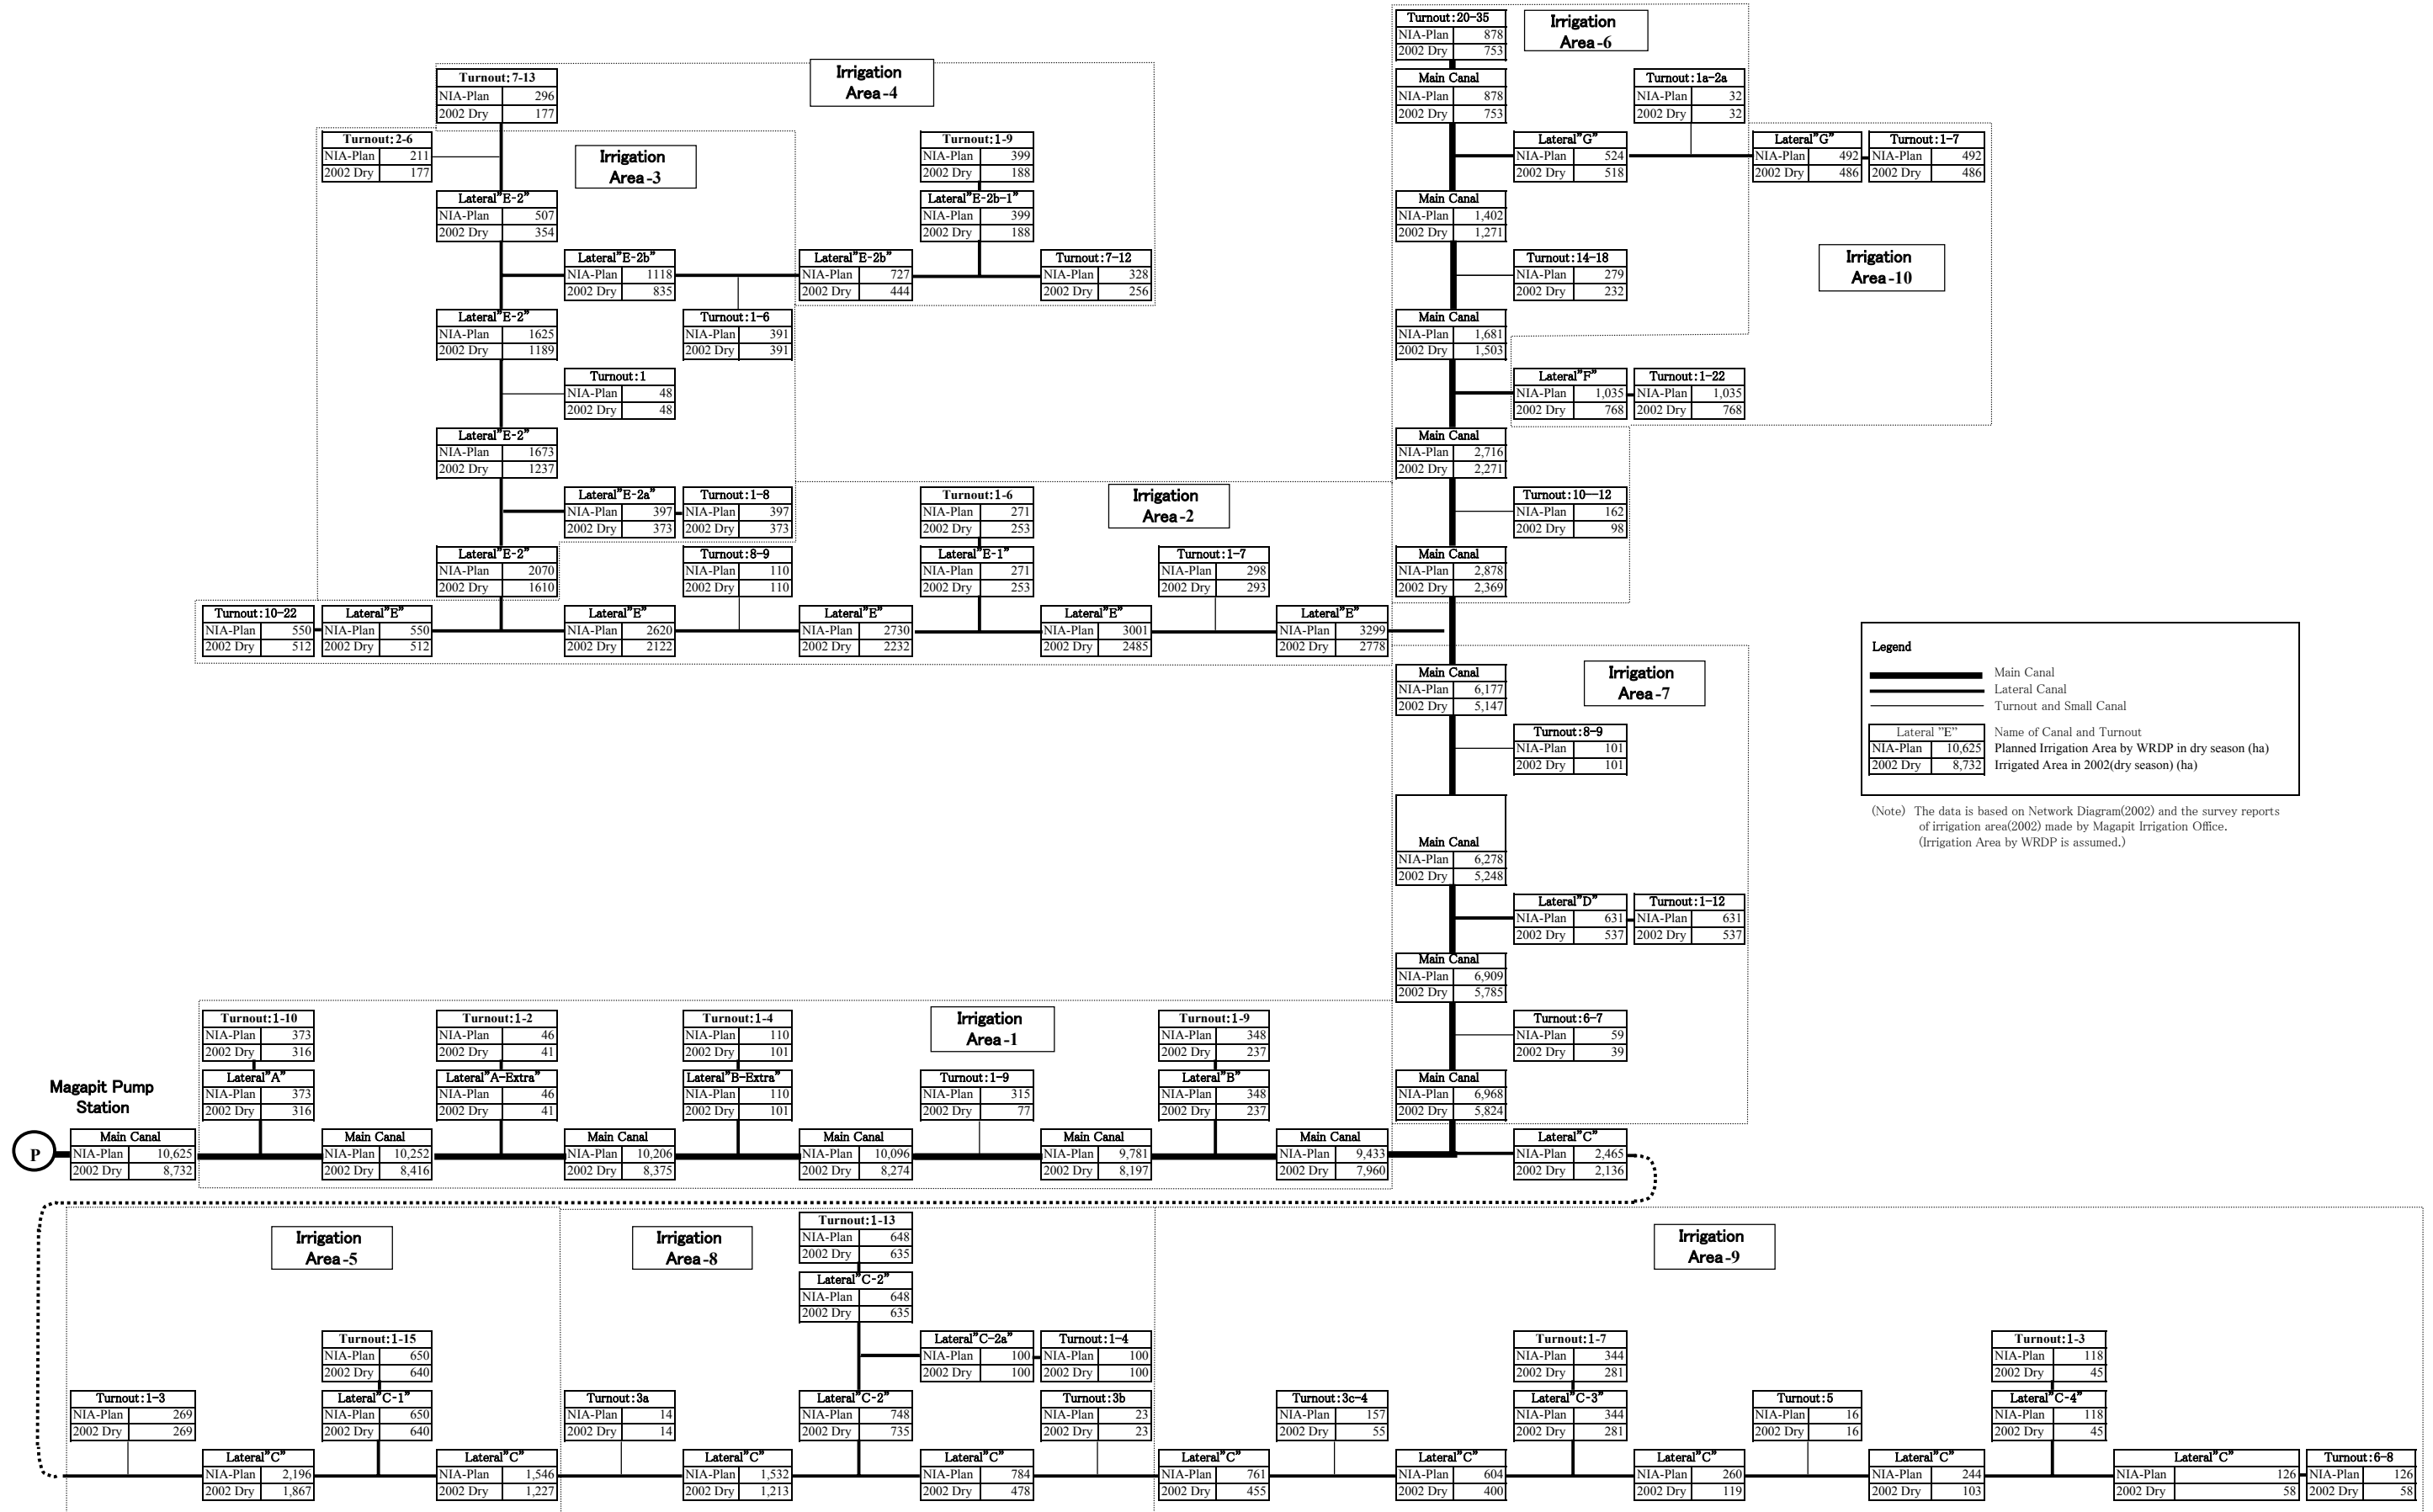 Turnout:20-35
NIA-Plan 878
2002 Dry 753
Irrigation
Area-6
Main Canal
NIA-Plan 878
2002 Dry 753
Turnout:1a-2a
NIA-Plan 32
2002 Dry 32
Lateral"G"
NIA-Plan 524
2002 Dry 518
Lateral"G"
NIA-Plan 492
2002 Dry 486
Turnout:1-7
NIA-Plan 492
2002 Dry 486
Main Canal
NIA-Plan 1,402
2002 Dry 1,271
Turnout:14-18
NIA-Plan 279
2002 Dry 232
Irrigation
Area-10
Main Canal
NIA-Plan 1,681
2002 Dry 1,503
Lateral"F"
NIA-Plan 1,035
2002 Dry 768
Turnout:1-22
NIA-Plan 1,035
2002 Dry 768
Main Canal
NIA-Plan 2,716
2002 Dry 2,271
Turnout:10—12
NIA-Plan 162
2002 Dry 98
Main Canal
NIA-Plan 2,878
2002 Dry 2,369
Turnout:7-13
NIA-Plan 296
2002 Dry 177
Irrigation
Area-4
Turnout:2-6
NIA-Plan 211
2002 Dry 177
Irrigation
Area-3
Turnout:1-9
NIA-Plan 399
2002 Dry 188
Lateral"E-2"
NIA-Plan 507
2002 Dry 354
Lateral"E-2b-1"
NIA-Plan 399
2002 Dry 188
Lateral"E-2b"
NIA-Plan 1118
2002 Dry 835
Lateral"E-2b"
NIA-Plan 727
2002 Dry 444
Turnout:7-12
NIA-Plan 328
2002 Dry 256
Lateral"E-2"
NIA-Plan 1625
2002 Dry 1189
Turnout:1-6
NIA-Plan 391
2002 Dry 391
Turnout:1
NIA-Plan 48
2002 Dry 48
Lateral"E-2"
NIA-Plan 1673
2002 Dry 1237
Lateral"E-2a"
NIA-Plan 397
2002 Dry 373
Turnout:1-8
NIA-Plan 397
2002 Dry 373
Turnout:1-6
NIA-Plan 271
2002 Dry 253
Irrigation
Area-2
Lateral"E-2"
NIA-Plan 2070
2002 Dry 1610
Turnout:8-9
NIA-Plan 110
2002 Dry 110
Lateral"E-1"
NIA-Plan 271
2002 Dry 253
Turnout:1-7
NIA-Plan 298
2002 Dry 293
Turnout:10-22
NIA-Plan 550
2002 Dry 512
Lateral"E"
NIA-Plan 550
2002 Dry 512
Lateral"E"
NIA-Plan 2620
2002 Dry 2122
Lateral"E"
NIA-Plan 2730
2002 Dry 2232
Lateral"E"
NIA-Plan 3001
2002 Dry 2485
Lateral"E"
NIA-Plan 3299
2002 Dry 2778
Main Canal
NIA-Plan 6,177
2002 Dry 5,147
Irrigation
Area-7
Turnout:8-9
NIA-Plan 101
2002 Dry 101
Main Canal
NIA-Plan 6,278
2002 Dry 5,248
Lateral"D"
NIA-Plan 631
2002 Dry 537
Turnout:1-12
NIA-Plan 631
2002 Dry 537
Main Canal
NIA-Plan 6,909
2002 Dry 5,785
Turnout:6-7
NIA-Plan 59
2002 Dry 39
Main Canal
NIA-Plan 6,968
2002 Dry 5,824
Legend
Main Canal
Lateral Canal
Turnout and Small Canal
Lateral "E" Name of Canal and Turnout
NIA-Plan 10,625 Planned Irrigation Area by WRDP in dry season (ha)
2002 Dry 8,732 Irrigated Area in 2002(dry season) (ha)
(Note) The data is based on Network Diagram(2002) and the survey reports
of irrigation area(2002) made by Magapit Irrigation Office.
(Irrigation Area by WRDP is assumed.)
Turnout:1-10
NIA-Plan 373
2002 Dry 316
Turnout:1-2
NIA-Plan 46
2002 Dry 41
Turnout:1-4
NIA-Plan 110
2002 Dry 101
Irrigation
Area-1
Turnout:1-9
NIA-Plan 348
2002 Dry 237
Magapit Pump
Station
Lateral"A"
NIA-Plan 373
2002 Dry 316
Lateral"A-Extra"
NIA-Plan 46
2002 Dry 41
Lateral"B-Extra"
NIA-Plan 110
2002 Dry 101
Turnout:1-9
NIA-Plan 315
2002 Dry 77
Lateral"B"
NIA-Plan 348
2002 Dry 237
P
Main Canal
NIA-Plan 10,625
2002 Dry 8,732
Main Canal
NIA-Plan 10,252
2002 Dry 8,416
Main Canal
NIA-Plan 10,206
2002 Dry 8,375
Main Canal
NIA-Plan 10,096
2002 Dry 8,274
Main Canal
NIA-Plan 9,781
2002 Dry 8,197
Main Canal
NIA-Plan 9,433
2002 Dry 7,960
Lateral"C"
NIA-Plan 2,465
2002 Dry 2,136
Irrigation
Area-5
Irrigation
Area-8
Turnout:1-13
NIA-Plan 648
2002 Dry 635
Irrigation
Area-9
Lateral"C-2"
NIA-Plan 648
2002 Dry 635
Turnout:1-15
NIA-Plan 650
2002 Dry 640
Lateral"C-2a"
NIA-Plan 100
2002 Dry 100
Turnout:1-4
NIA-Plan 100
2002 Dry 100
Turnout:1-7
NIA-Plan 344
2002 Dry 281
Turnout:1-3
NIA-Plan 118
2002 Dry 45
Turnout:1-3
NIA-Plan 269
2002 Dry 269
Lateral"C-1"
NIA-Plan 650
2002 Dry 640
Turnout:3a
NIA-Plan 14
2002 Dry 14
Lateral"C-2"
NIA-Plan 748
2002 Dry 735
Turnout:3b
NIA-Plan 23
2002 Dry 23
Turnout:3c-4
NIA-Plan 157
2002 Dry 55
Lateral"C-3"
NIA-Plan 344
2002 Dry 281
Turnout:5
NIA-Plan 16
2002 Dry 16
Lateral"C-4"
NIA-Plan 118
2002 Dry 45
Lateral"C"
NIA-Plan 2,196
2002 Dry 1,867
Lateral"C"
NIA-Plan 1,546
2002 Dry 1,227
Lateral"C"
NIA-Plan 1,532
2002 Dry 1,213
Lateral"C"
NIA-Plan 784
2002 Dry 478
Lateral"C"
NIA-Plan 761
2002 Dry 455
Lateral"C"
NIA-Plan 604
2002 Dry 400
Lateral"C"
NIA-Plan 260
2002 Dry 119
Lateral"C"
NIA-Plan 244
2002 Dry 103
Lateral"C"
NIA-Plan 126
2002 Dry 58
Turnout:6-8
NIA-Plan 126
2002 Dry 58